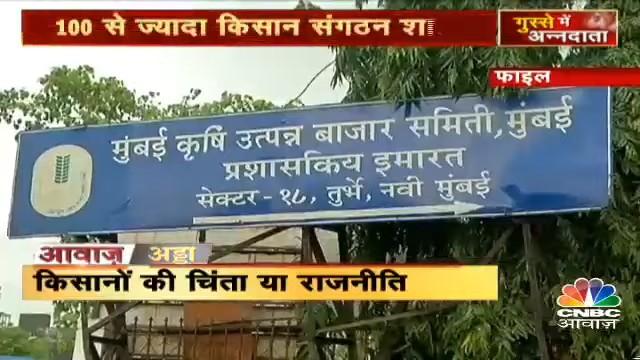 100 से ज्यादा किसान संगठन शा
गुस्से में
अन्नदाता
फाइल
मुंबई कृषि उत्पन्न बाजार समिती, मुंबई
प्रशासकिय इमारत
सेक्टर - १८, तुर्भे, नवी मुंबई
आवाज़ अड्डा
किसानों की चिंता या राजनीति
CNBC
आवाज़